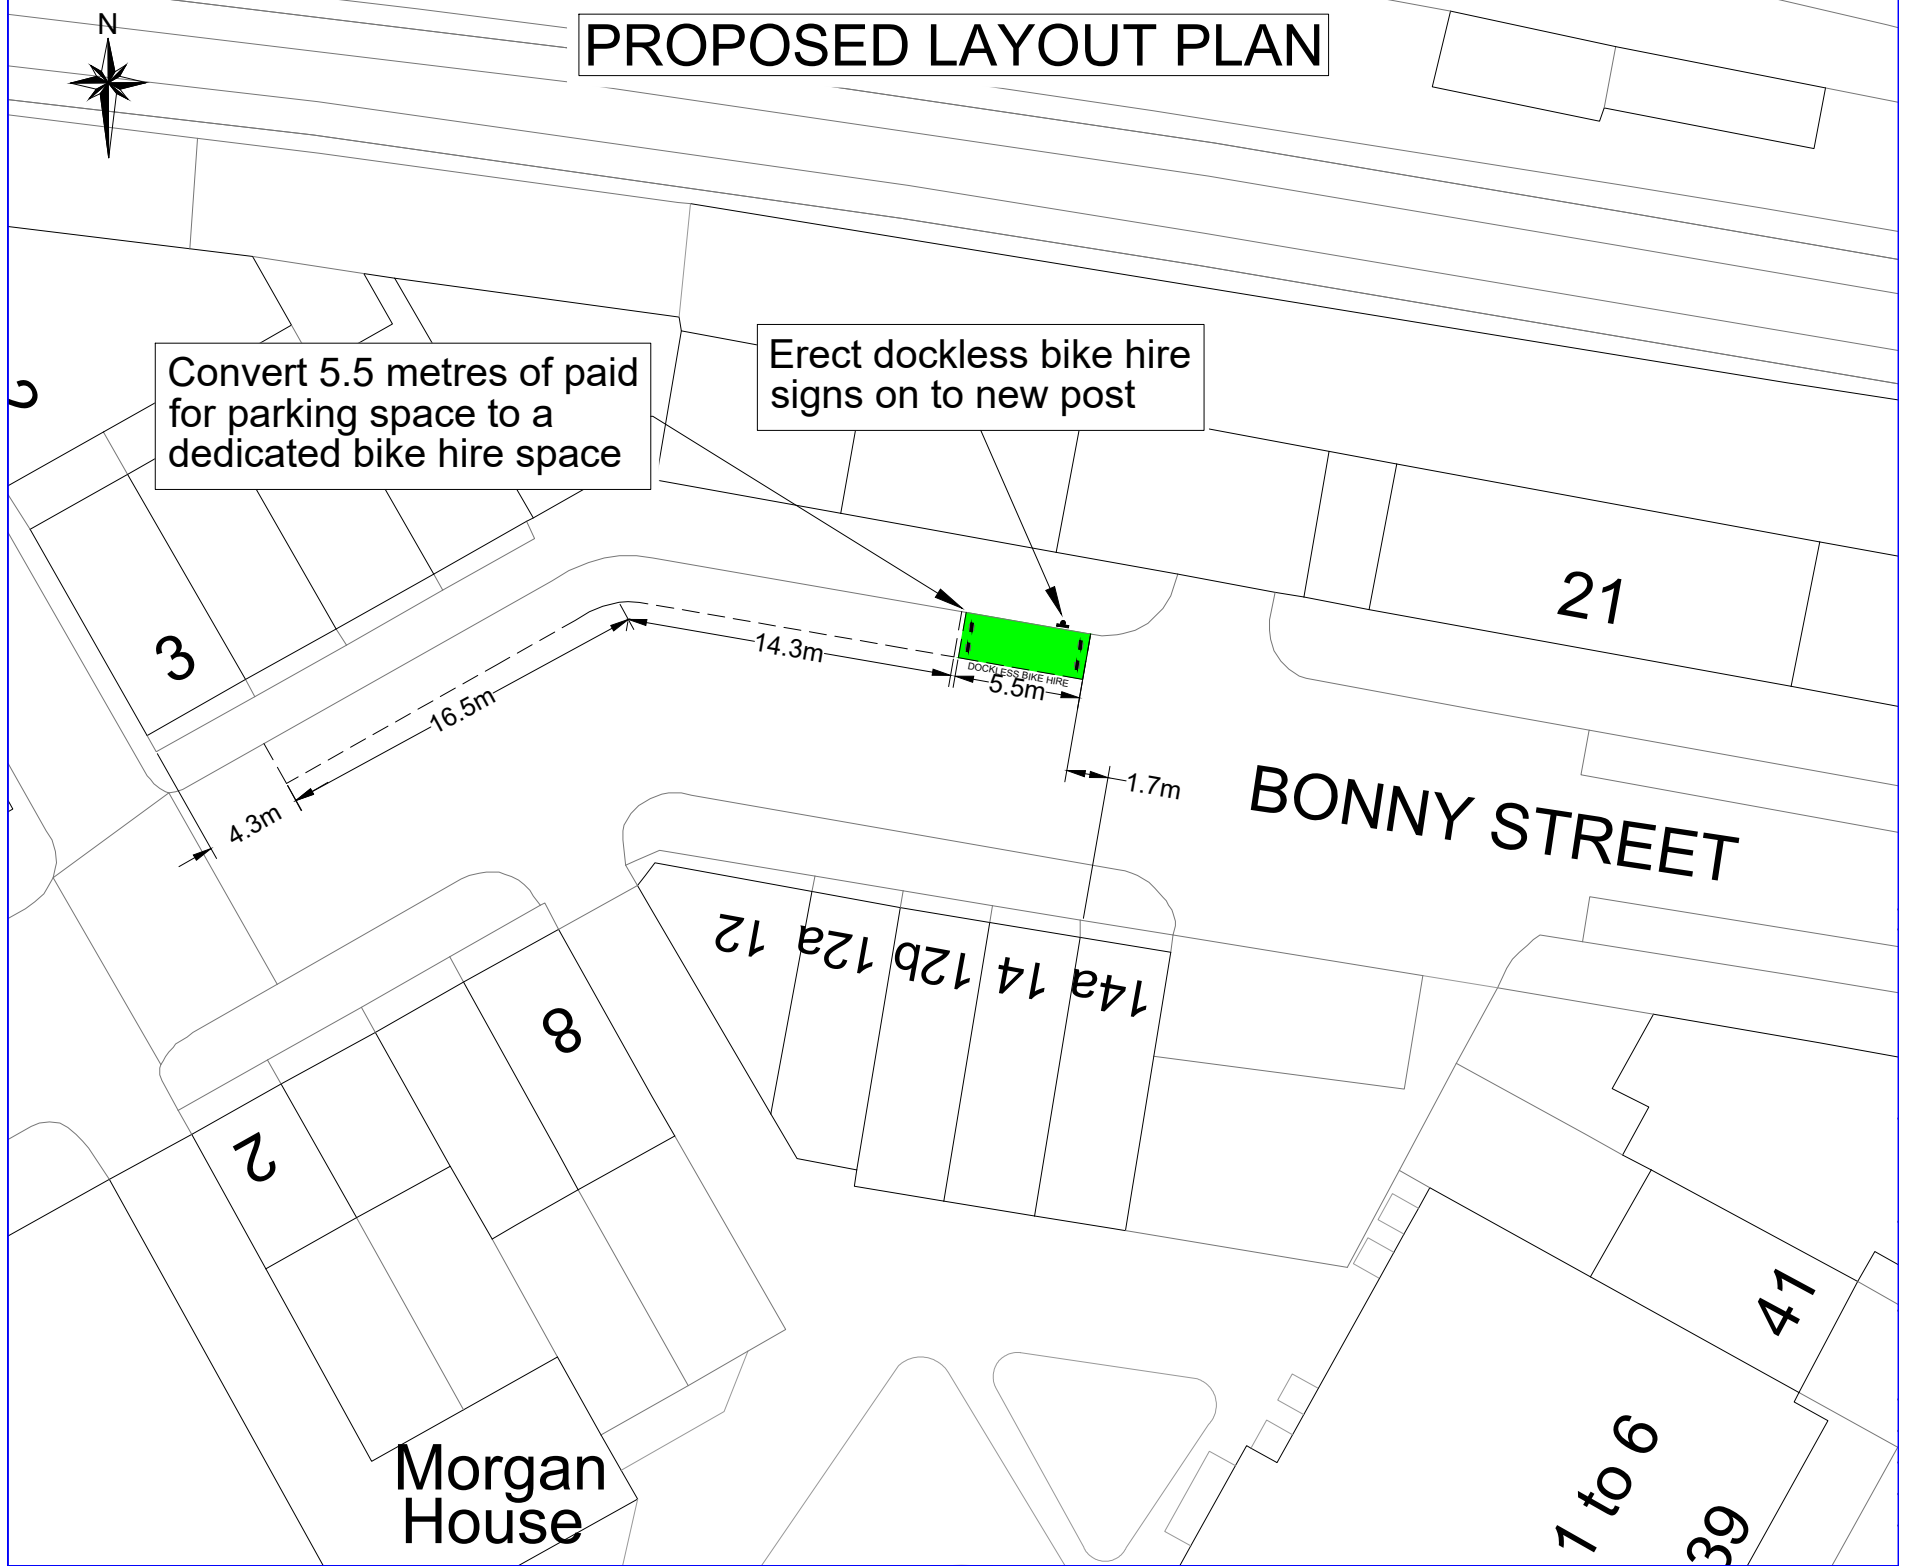 PROPOSED LAYOUT PLAN
N
Convert 5.5 metres of paid
for parking space to a
dedicated bike hire space
Erect dockless bike hire
signs on to new post
2
3
21
14.3m
16.5m
4.3m
DOCKLESS BIKE HIRE
5.5m
1.7m
BONNY STREET
12
12a
12b
14
14a
8
2
41
1 to 6
39
Morgan
House